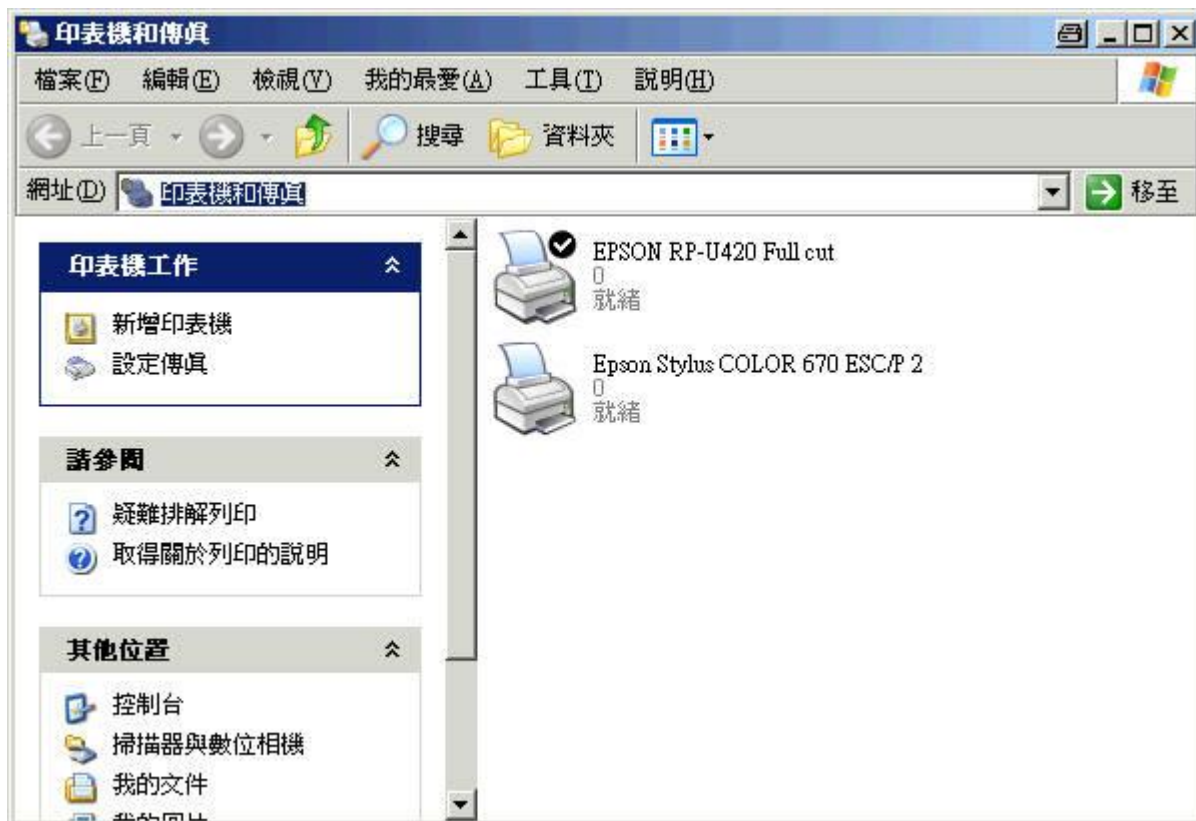 印表機和傳真
檔案(F) 編輯(E) 檢視(V) 我的最愛(A) 工具(T) 說明(H)
上一頁 搜尋 資料夾
網址(D) 印表機和傳真 移至
印表機工作
新增印表機
設定傳真
請參閱
疑難排解列印
取得關於列印的說明
其他位置
控制台
掃描器與數位相機
我的文件
我的圖片
EPSON RP-U420 Full cut
0
就緒
Epson Stylus COLOR 670 ESC/P 2
0
就緒